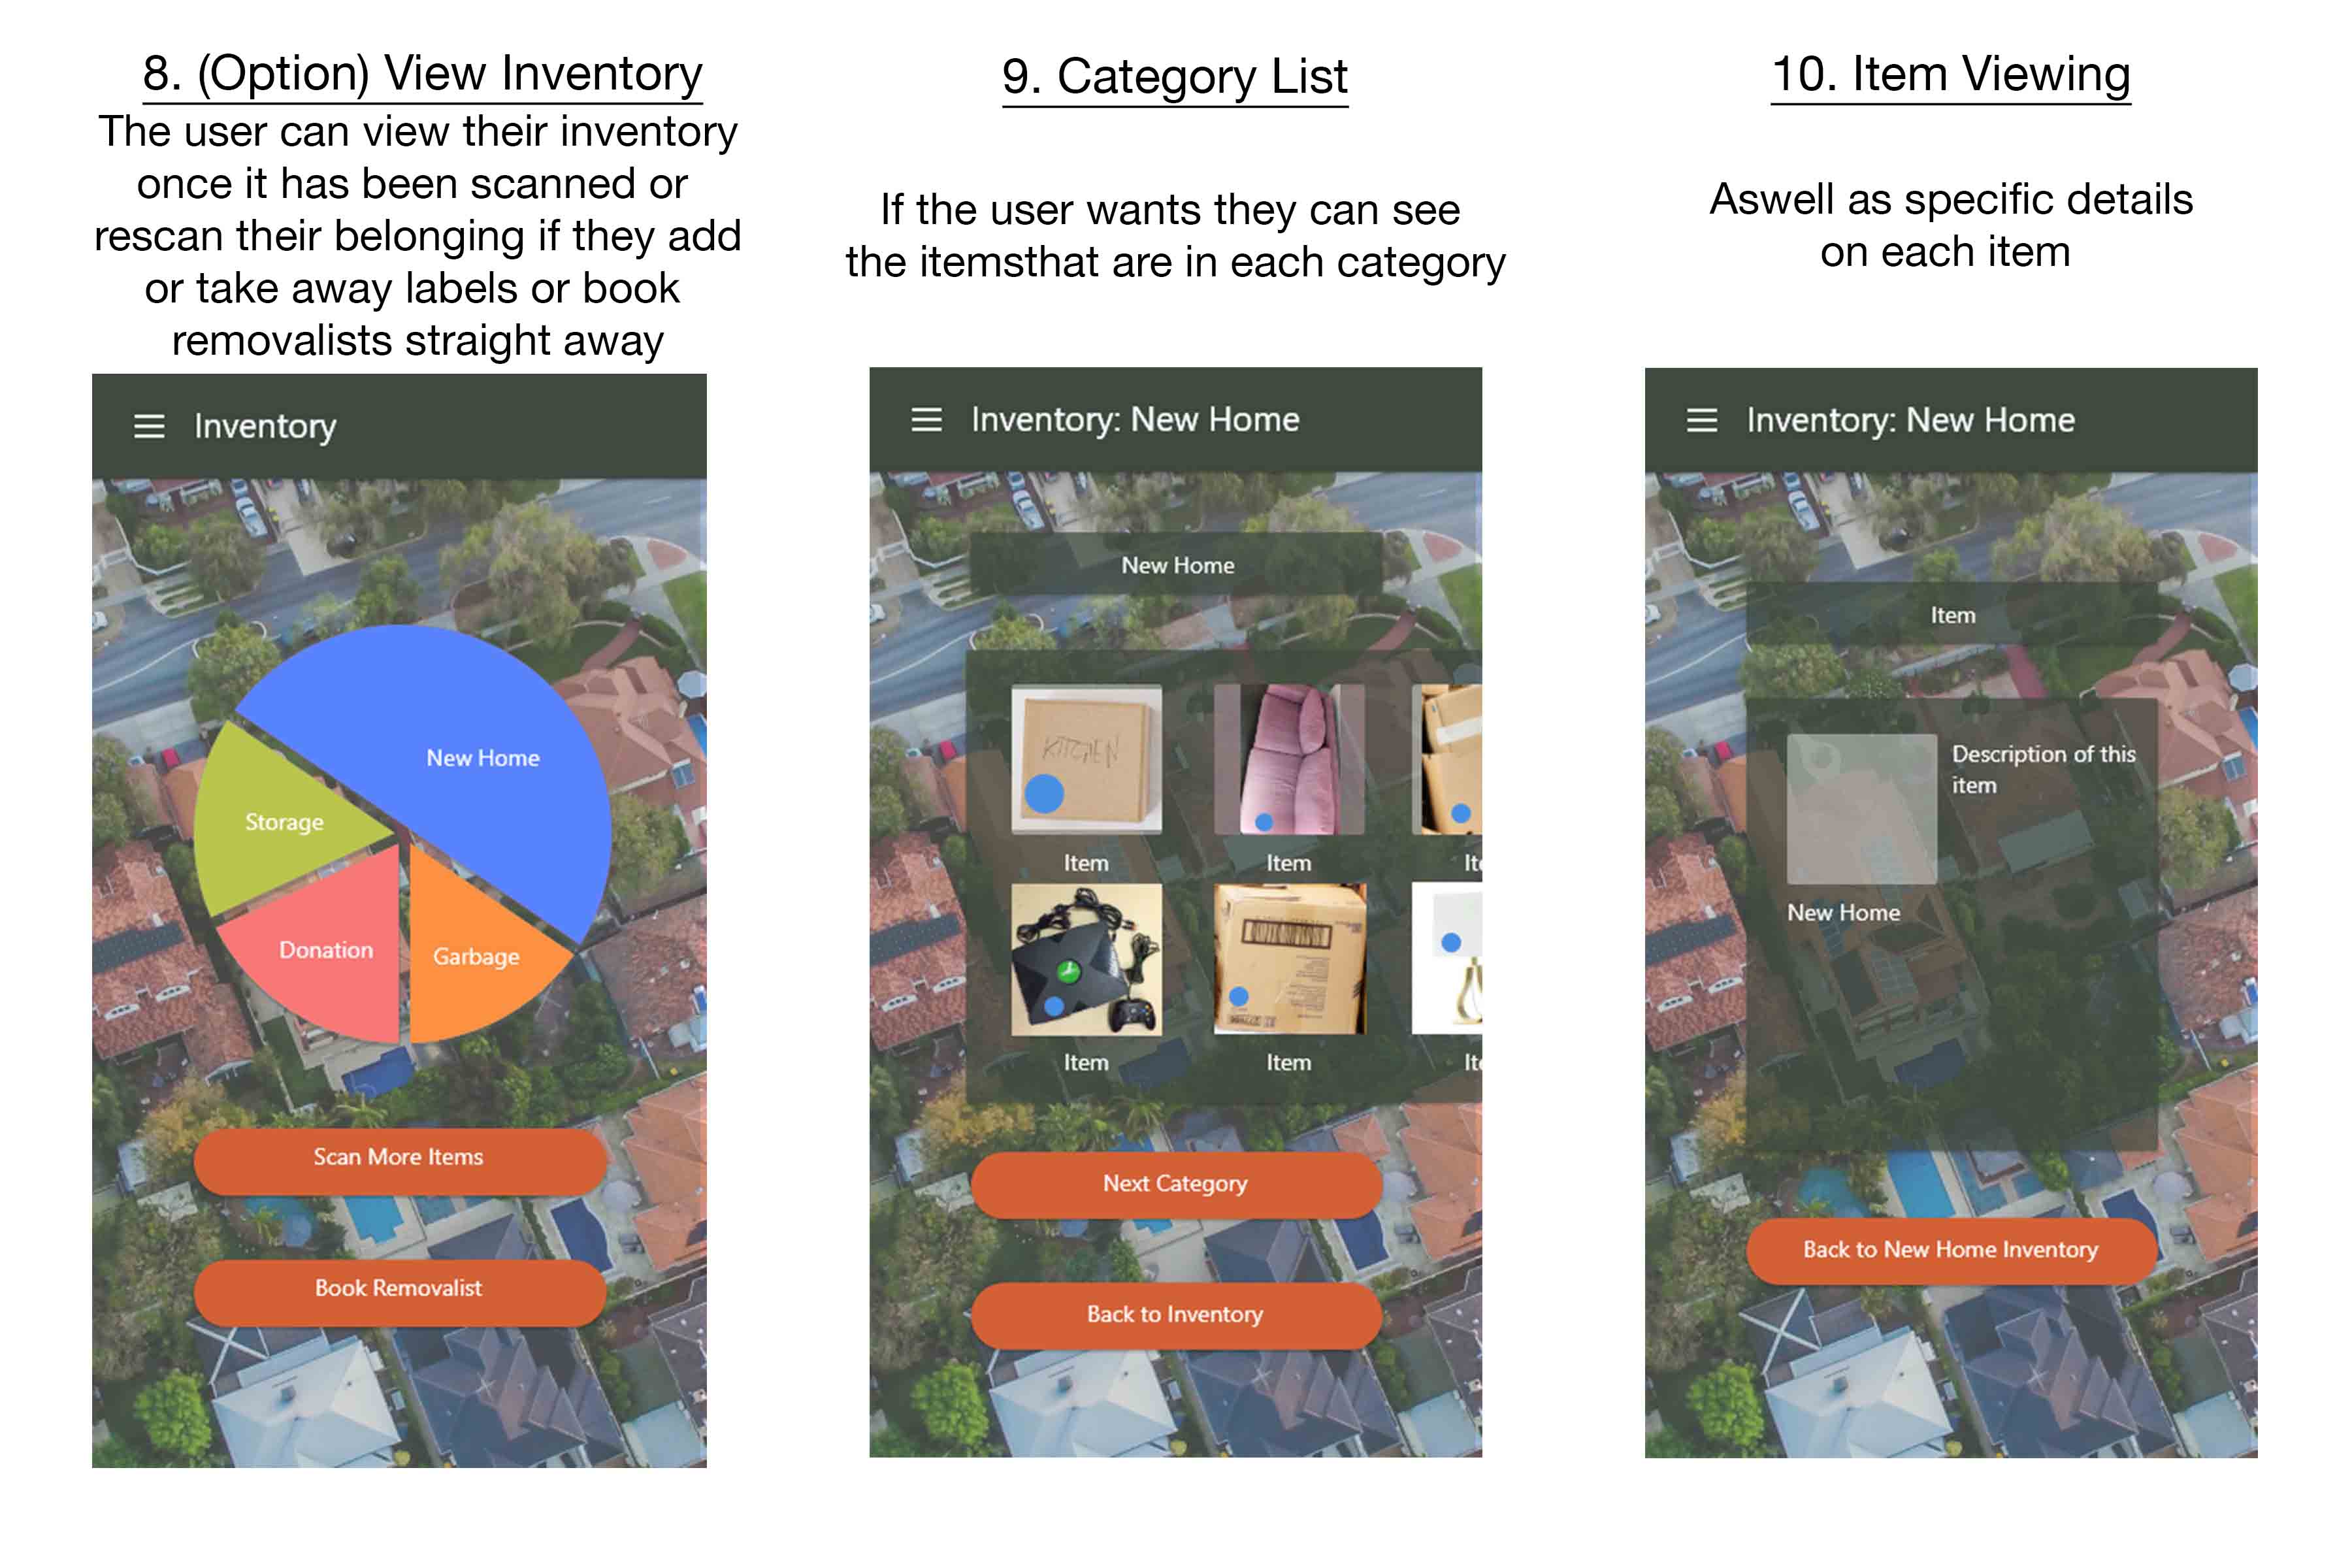 8. (Option) View Inventory
The user can view their inventory
once it has been scanned or
rescan their belonging if they add
or take away labels or book
removalists straight away
Inventory
New Home
Storage
Donation
Garbage
Scan More Items
Book Removalist
9. Category List
If the user wants they can see
the itemsthat are in each category
Inventory: New Home
New Home
KITCHEN
Item
Item
Ite
Item
Item
Ite
Next Category
Back to Inventory
10. Item Viewing
Aswell as specific details
on each item
Inventory: New Home
Item
Description of this
item
New Home
Back to New Home Inventory